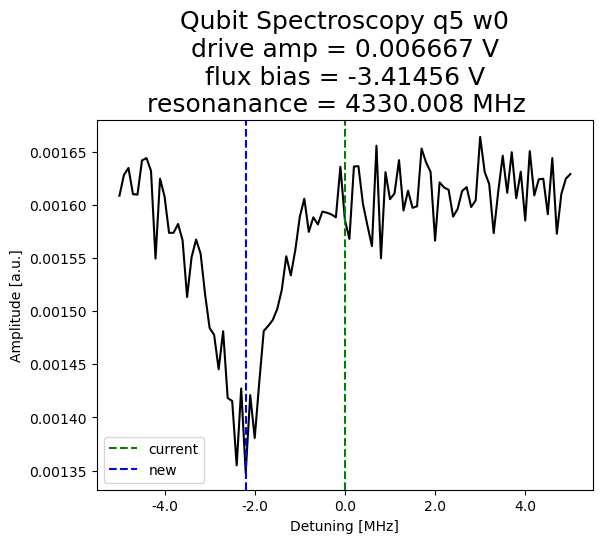 Qubit Spectroscopy q5 w0
drive amp = 0.006667 V
flux bias = -3.41456 V
resonanance = 4330.008 MHz
0.00165
0.00160
0.00155
0.00150
0.00145
0.00140
0.00135
Amplitude [a.u.]
current
new
-4.0 -2.0 0.0 2.0 4.0
Detuning [MHz]